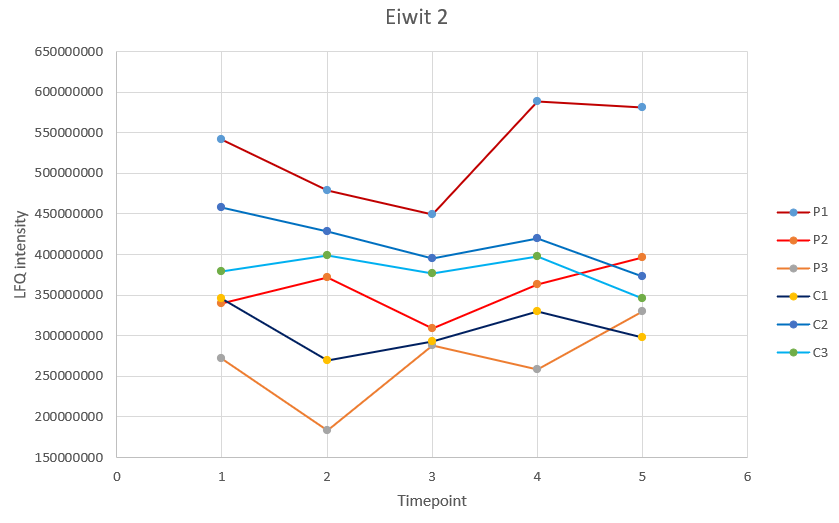 Eiwit 2
650000000
600000000
550000000
500000000
450000000
400000000
350000000
300000000
250000000
200000000
150000000
LFQ intensity
0 1 2 3 4 5 6
Timepoint
P1
P2
P3
C1
C2
C3